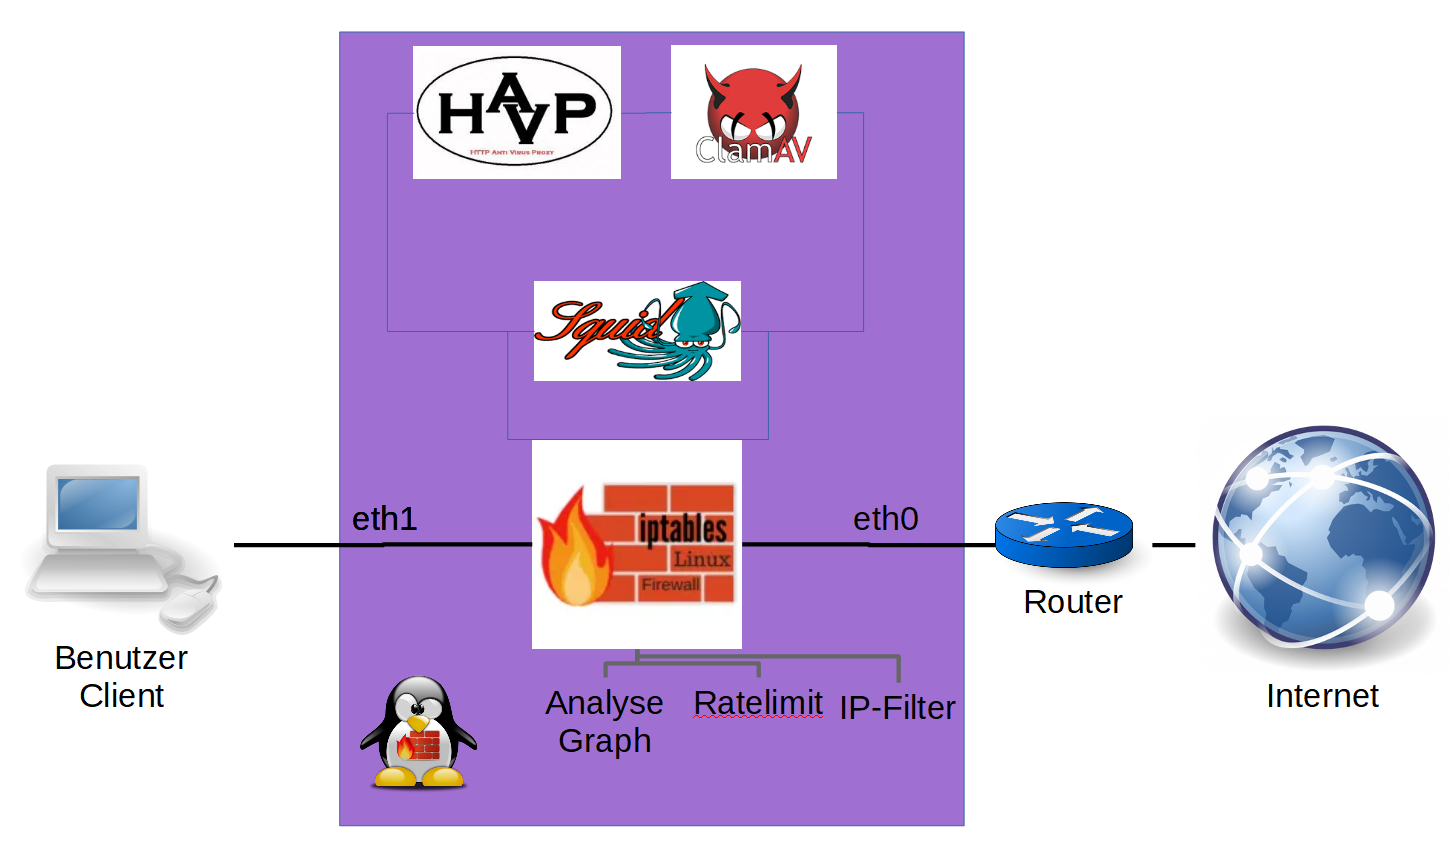 HAVP
HTTP Anti Virus Proxy
ClamAV
Squid
eth1
eth0
iptables
Linux
Firewall
Router
Benutzer
Client
Internet
Analyse
Graph
Ratelimit
IP-Filter